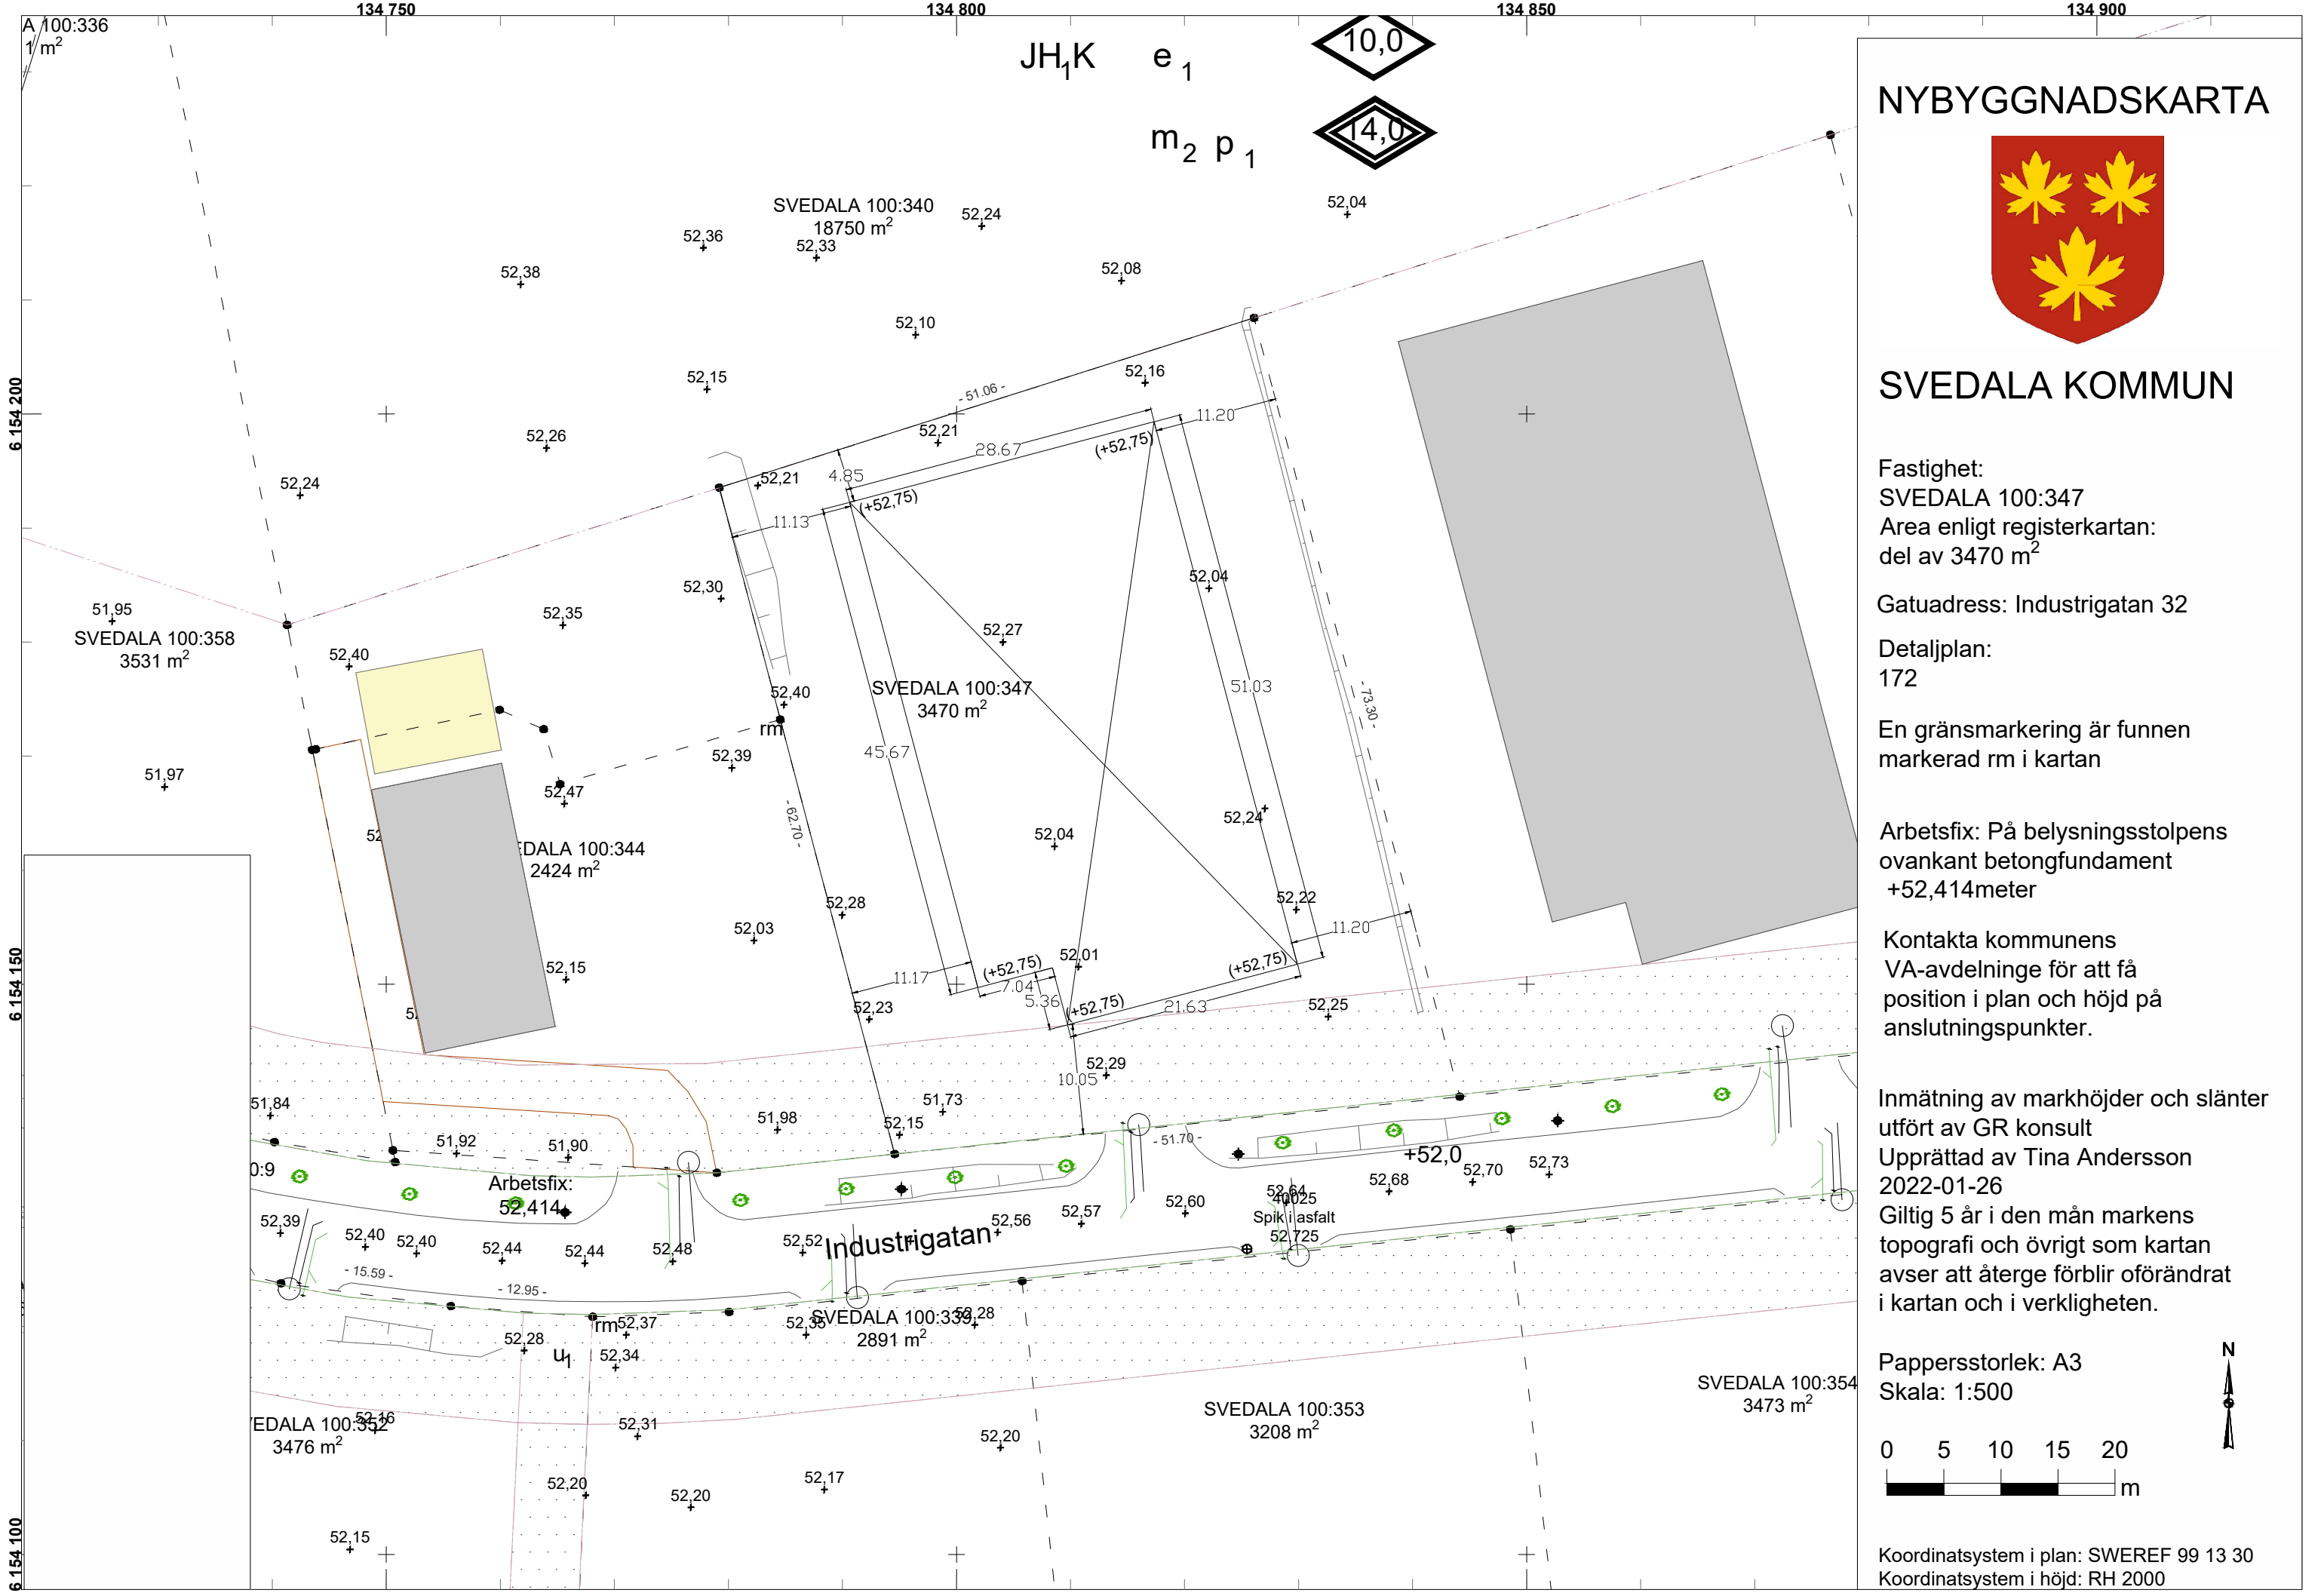 134 750
134 800
134 850
134 900
A 100:336
1 m²
JH₁K e₁ 10,0
m₂ p₁ 14,0
SVEDALA 100:340
18750 m²
52,24
52,04
52,36
52,33
52,38
52,08
52,10
52,15
52,16
- 51.06 -
6 154 200
11.20
52,26
52,21
28.67
(+52,75)
52,24
52,21
4.85
(+52,75)
11.13
52,30
52,04
51,95
52,35
SVEDALA 100:358
3531 m²
52,27
52,40
52,40
SVEDALA 100:347
3470 m²
51.03
- 73.30 -
rm
45.67
52,39
51,97
52,47
- 62.70 -
52,24
52,04
EDALA 100:344
2424 m²
52,28
52,22
52,03
11.20
52,01
6 154 150
52,15
11.17
(+52,75)
(+52,75)
7.04
5.36
(+52,75)
21.63
52,23
52,25
52,29
10.05
51,84
51,98
51,73
52,15
51,92
51,90
- 51.70 -
+52,0
0:9
Arbetsfix:
52,414
52,68
52,70
52,73
52,64
40025
Spik i asfalt
52,725
52,60
52,57
52,56
52,39
52,40
52,40
52,44
52,44
52,48
52,52
Industrigatan
- 15.59 -
- 12.95 -
rm
52,37
52,35
SVEDALA 100:339
2891 m²
52,28
52,28
u₁
52,34
SVEDALA 100:354
3473 m²
SVEDALA 100:353
3208 m²
52,16
VEDALA 100:352
3476 m²
52,31
52,20
52,20
52,20
52,17
52,15
6 154 100
NYBYGGNADSKARTA
SVEDALA KOMMUN
Fastighet:
SVEDALA 100:347
Area enligt registerkartan:
del av 3470 m²
Gatuadress: Industrigatan 32
Detaljplan:
172
En gränsmarkering är funnen
markerad rm i kartan
Arbetsfix: På belysningsstolpens
ovankant betongfundament
+52,414meter
Kontakta kommunens
VA-avdelninge för att få
position i plan och höjd på
anslutningspunkter.
Inmätning av markhöjder och slänter
utfört av GR konsult
Upprättad av Tina Andersson
2022-01-26
Giltig 5 år i den mån markens
topografi och övrigt som kartan
avser att återge förblir oförändrat
i kartan och i verkligheten.
Pappersstorlek: A3
Skala: 1:500
N
0 5 10 15 20
m
Koordinatsystem i plan: SWEREF 99 13 30
Koordinatsystem i höjd: RH 2000